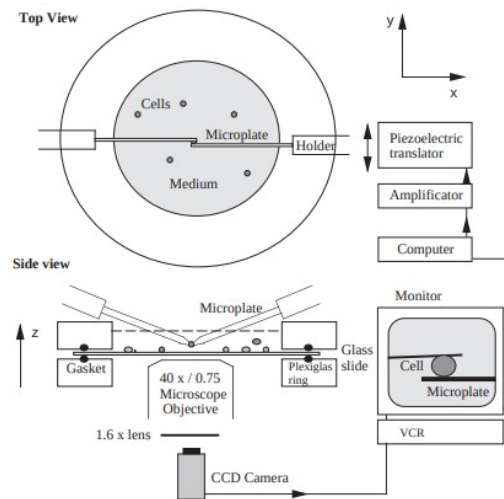 Top View
y
x
Cells
Microplate
Holder
Medium
Piezoelectric
translator
Amplificator
Computer
Side view
z
Microplate
Monitor
Gasket
Glass
slide
Plexiglas
ring
40 x / 0.75
Microscope
Objective
1.6 x lens
CCD Camera
Cell
Microplate
VCR